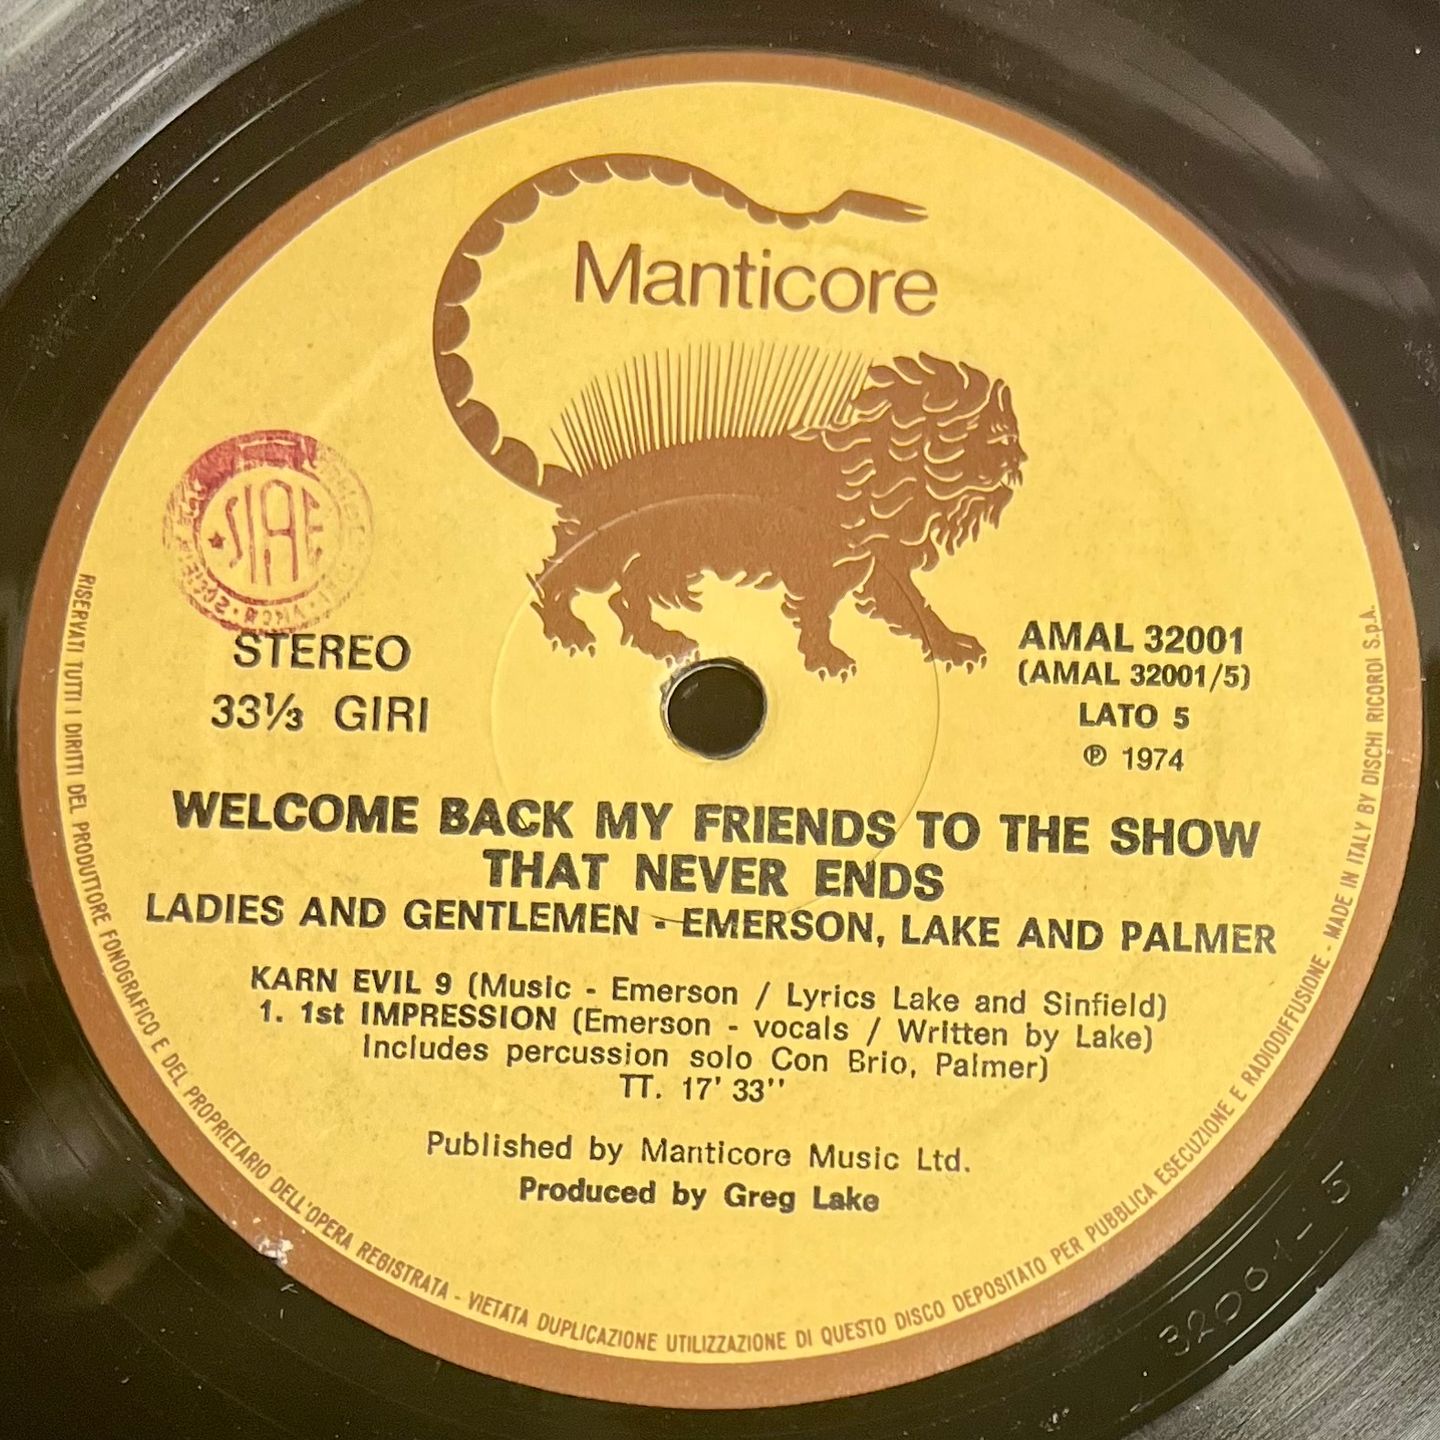 Manticore
SIAE
STEREO
33⅓ GIRI
AMAL 32001
(AMAL 32001/5)
LATO 5
℗ 1974
WELCOME BACK MY FRIENDS TO THE SHOW
THAT NEVER ENDS
LADIES AND GENTLEMEN - EMERSON, LAKE AND PALMER
KARN EVIL 9 (Music - Emerson / Lyrics Lake and Sinfield)
1. 1st IMPRESSION (Emerson - vocals / Written by Lake)
Includes percussion solo Con Brio, Palmer)
TT. 17' 33''
Published by Manticore Music Ltd.
Produced by Greg Lake
RISERVATI TUTTI I DIRITTI DEL PRODUTTORE FONOGRAFICO E DEL PROPRIETARIO DELL'OPERA REGISTRATA - VIETATA DUPLICAZIONE UTILIZZAZIONE DI QUESTO DISCO DEPOSITATO PER PUBBLICA ESECUZIONE E RADIODIFFUSIONE - MADE IN ITALY BY DISCHI RICORDI S.p.A.
32001-5